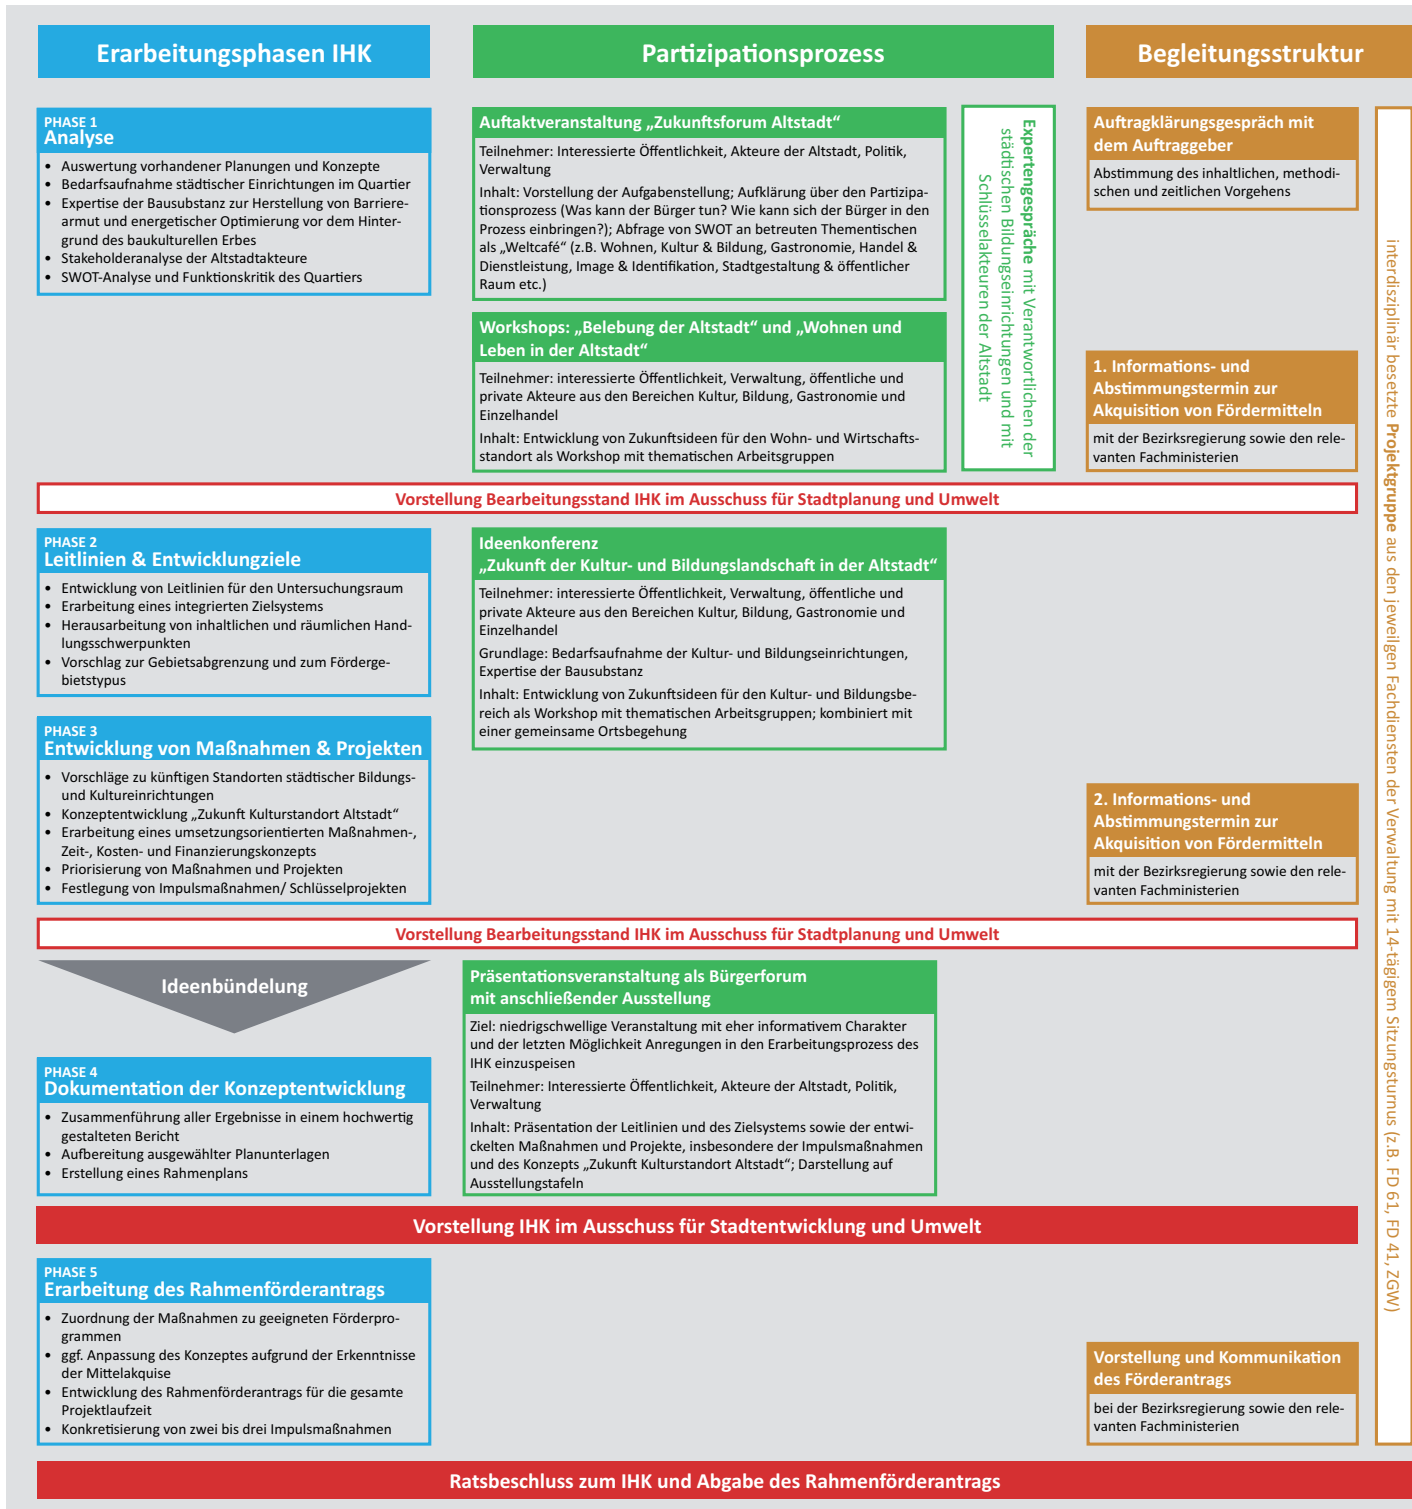 Erarbeitungsphasen IHK
Partizipationsprozess
Begleitungsstruktur
PHASE 1
Analyse
• Auswertung vorhandener Planungen und Konzepte
• Bedarfsaufnahme städtischer Einrichtungen im Quartier
• Expertise der Bausubstanz zur Herstellung von Barriere-
armut und energetischer Optimierung vor dem Hinter-
grund des baukulturellen Erbes
• Stakeholderanalyse der Altstadtakteure
• SWOT-Analyse und Funktionskritik des Quartiers
Auftaktveranstaltung „Zukunftsforum Altstadt“
Teilnehmer: Interessierte Öffentlichkeit, Akteure der Altstadt, Politik,
Verwaltung
Inhalt: Vorstellung der Aufgabenstellung; Aufklärung über den Partizipa-
tionsprozess (Was kann der Bürger tun? Wie kann sich der Bürger in den
Prozess einbringen?); Abfrage von SWOT an betreuten Thementischen
als „Weltcafé“ (z.B. Wohnen, Kultur & Bildung, Gastronomie, Handel &
Dienstleistung, Image & Identifikation, Stadtgestaltung & öffentlicher
Raum etc.)
Workshops: „Belebung der Altstadt“ und „Wohnen und
Leben in der Altstadt“
Teilnehmer: interessierte Öffentlichkeit, Verwaltung, öffentliche und
private Akteure aus den Bereichen Kultur, Bildung, Gastronomie und
Einzelhandel
Inhalt: Entwicklung von Zukunftsideen für den Wohn- und Wirtschafts-
standort als Workshop mit thematischen Arbeitsgruppen
Expertengespräche mit Verantwortlichen der
städtischen Bildungseinrichtungen und mit
Schlüsselakteuren der Altstadt
Auftragklärungsgespräch mit
dem Auftraggeber
Abstimmung des inhaltlichen, methodi-
schen und zeitlichen Vorgehens
1. Informations- und
Abstimmungstermin zur
Akquisition von Fördermitteln
mit der Bezirksregierung sowie den rele-
vanten Fachministerien
interdisziplinär besetzte Projektgruppe aus den jeweilgen Fachdiensten der Verwaltung mit 14-tägigem Sitzungsturnus (z.B. FD 61, FD 41, ZGW)
Vorstellung Bearbeitungsstand IHK im Ausschuss für Stadtplanung und Umwelt
PHASE 2
Leitlinien & Entwicklungziele
• Entwicklung von Leitlinien für den Untersuchungsraum
• Erarbeitung eines integrierten Zielsystems
• Herausarbeitung von inhaltlichen und räumlichen Hand-
lungsschwerpunkten
• Vorschlag zur Gebietsabgrenzung und zum Förderge-
bietstypus
Ideenkonferenz
„Zukunft der Kultur- und Bildungslandschaft in der Altstadt“
Teilnehmer: interessierte Öffentlichkeit, Verwaltung, öffentliche und
private Akteure aus den Bereichen Kultur, Bildung, Gastronomie und
Einzelhandel
Grundlage: Bedarfsaufnahme der Kultur- und Bildungseinrichtungen,
Expertise der Bausubstanz
Inhalt: Entwicklung von Zukunftsideen für den Kultur- und Bildungsbe-
reich als Workshop mit thematischen Arbeitsgruppen; kombiniert mit
einer gemeinsame Ortsbegehung
PHASE 3
Entwicklung von Maßnahmen & Projekten
• Vorschläge zu künftigen Standorten städtischer Bildungs-
und Kultureinrichtungen
• Konzeptentwicklung „Zukunft Kulturstandort Altstadt“
• Erarbeitung eines umsetzungsorientierten Maßnahmen-,
Zeit-, Kosten- und Finanzierungskonzepts
• Priorisierung von Maßnahmen und Projekten
• Festlegung von Impulsmaßnahmen/ Schlüsselprojekten
2. Informations- und
Abstimmungstermin zur
Akquisition von Fördermitteln
mit der Bezirksregierung sowie den rele-
vanten Fachministerien
Vorstellung Bearbeitungsstand IHK im Ausschuss für Stadtplanung und Umwelt
Ideenbündelung
PHASE 4
Dokumentation der Konzeptentwicklung
• Zusammenführung aller Ergebnisse in einem hochwertig
gestalteten Bericht
• Aufbereitung ausgewählter Planunterlagen
• Erstellung eines Rahmenplans
Präsentationsveranstaltung als Bürgerforum
mit anschließender Ausstellung
Ziel: niedrigschwellige Veranstaltung mit eher informativem Charakter
und der letzten Möglichkeit Anregungen in den Erarbeitungsprozess des
IHK einzuspeisen
Teilnehmer: Interessierte Öffentlichkeit, Akteure der Altstadt, Politik,
Verwaltung
Inhalt: Präsentation der Leitlinien und des Zielsystems sowie der entwi-
ckelten Maßnahmen und Projekte, insbesondere der Impulsmaßnahmen
und des Konzepts „Zukunft Kulturstandort Altstadt“; Darstellung auf
Ausstellungstafeln
Vorstellung IHK im Ausschuss für Stadtentwicklung und Umwelt
PHASE 5
Erarbeitung des Rahmenförderantrags
• Zuordnung der Maßnahmen zu geeigneten Förderpro-
grammen
• ggf. Anpassung des Konzeptes aufgrund der Erkenntnisse
der Mittelakquise
• Entwicklung des Rahmenförderantrags für die gesamte
Projektlaufzeit
• Konkretisierung von zwei bis drei Impulsmaßnahmen
Vorstellung und Kommunikation
des Förderantrags
bei der Bezirksregierung sowie den rele-
vanten Fachministerien
Ratsbeschluss zum IHK und Abgabe des Rahmenförderantrags